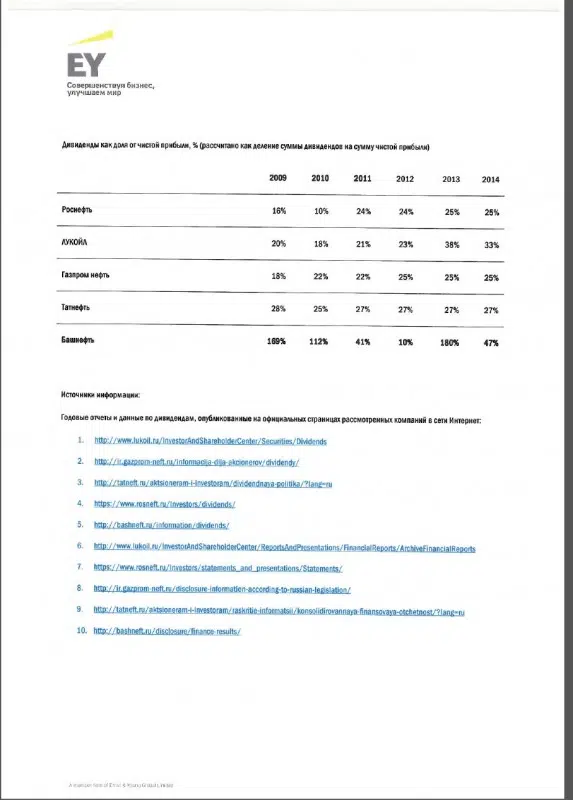 EY
Совершенствуя бизнес,
улучшаем мир
Дивиденды как доля от чистой прибыли, % (рассчитано как деление суммы дивидендов на сумму чистой прибыли)
2009 2010 2011 2012 2013 2014
Роснефть 16% 10% 24% 24% 25% 25%
ЛУКОЙЛ 20% 18% 21% 23% 38% 33%
Газпром нефть 18% 22% 22% 25% 25% 25%
Татнефть 28% 25% 27% 27% 27% 27%
Башнефть 169% 112% 41% 10% 180% 47%
Источники информации:
Годовые отчеты и данные по дивидендам, опубликованные на официальных страницах рассмотренных компаний в сети Интернет:
1. http://www.lukoil.ru/InvestorAndShareholderCenter/Securities/Dividends
2. http://ir.gazprom-neft.ru/informacija-dlja-akcionerov/dividendy/
3. http://tatneft.ru/aktsioneram-i-investoram/dividendnaya-politika/?lang=ru
4. https://www.rosneft.ru/Investors/dividends/
5. http://bashneft.ru/information/dividends/
6. http://www.lukoil.ru/InvestorAndShareholderCenter/ReportsAndPresentations/FinancialReports/ArchiveFinancialReports
7. https://www.rosneft.ru/Investors/statements_and_presentations/Statements/
8. http://ir.gazprom-neft.ru/disclosure-information-according-to-russian-legislation/
9. http://tatneft.ru/aktsioneram-i-investoram/raskritie-informatsii/konsolidirovannaya-finansovaya-otchetnost/?lang=ru
10. http://bashneft.ru/disclosure/finance-results/
A member firm of Ernst & Young Global Limited